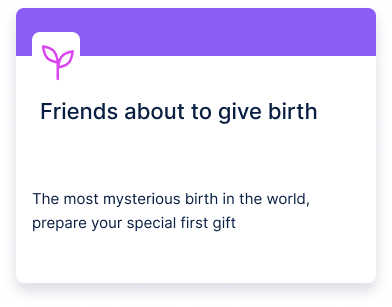 Friends about to give birth
The most mysterious birth in the world,
prepare your special first gift